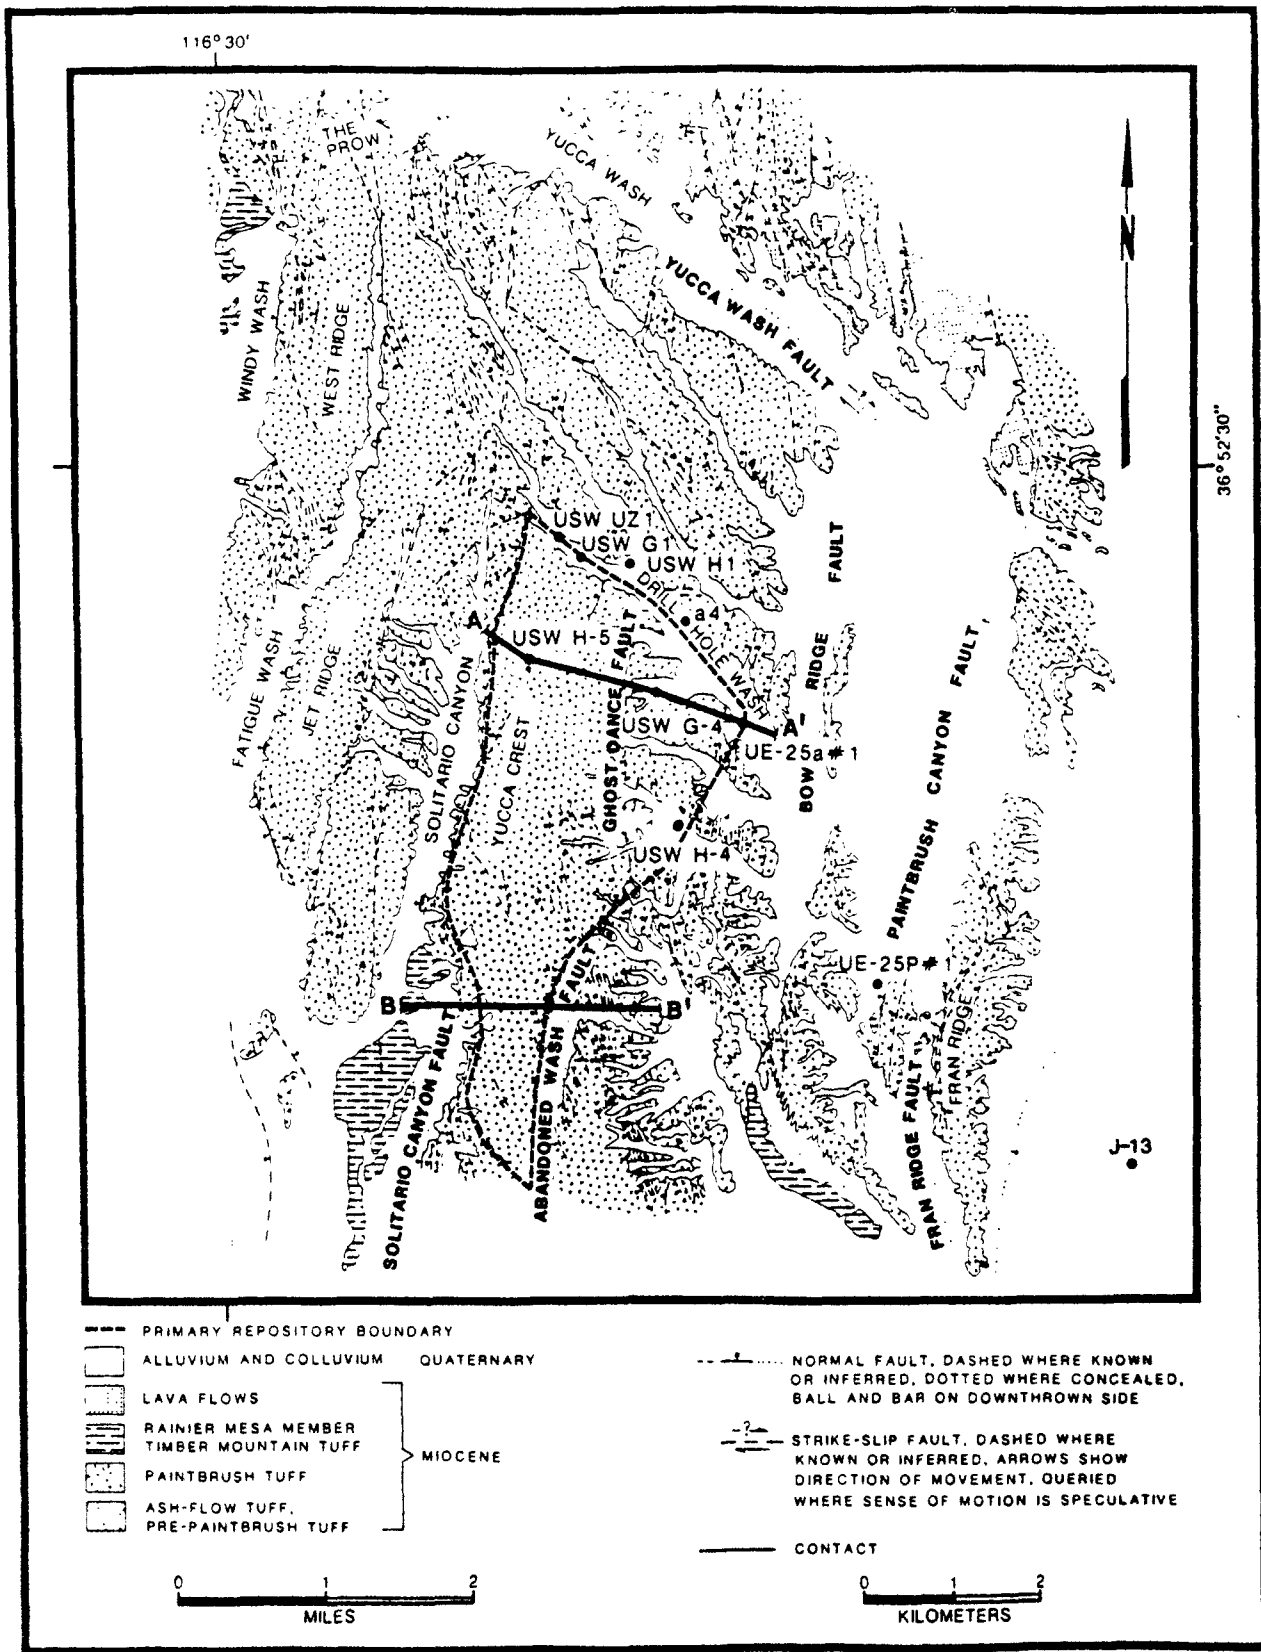 116° 30'
THE
PROW
YUCCA WASH
N
YUCCA WASH FAULT
?
WINDY WASH
WEST RIDGE
36° 52'30"
USW UZ1
USW G1
USW H1
DRILL HOLE WASH
a4
FAULT
BOW RIDGE
A
USW H-5
GHOST DANCE FAULT
FATIGUE WASH
JET RIDGE
SOLITARIO CANYON
YUCCA CREST
USW G-4
A'
UE-25a#1
PAINTBRUSH CANYON FAULT
USW H-4
UE-25P#1
B
B'
SOLITARIO CANYON FAULT
ABANDONED WASH FAULT
FRAN RIDGE FAULT
FRAN RIDGE
J-13
PRIMARY REPOSITORY BOUNDARY
ALLUVIUM AND COLLUVIUM QUATERNARY
LAVA FLOWS
RAINIER MESA MEMBER
TIMBER MOUNTAIN TUFF
MIOCENE
PAINTBRUSH TUFF
ASH-FLOW TUFF,
PRE-PAINTBRUSH TUFF
NORMAL FAULT, DASHED WHERE KNOWN
OR INFERRED, DOTTED WHERE CONCEALED,
BALL AND BAR ON DOWNTHROWN SIDE
?
STRIKE-SLIP FAULT, DASHED WHERE
KNOWN OR INFERRED, ARROWS SHOW
DIRECTION OF MOVEMENT, QUERIED
WHERE SENSE OF MOTION IS SPECULATIVE
CONTACT
0 1 2
MILES
0 1 2
KILOMETERS